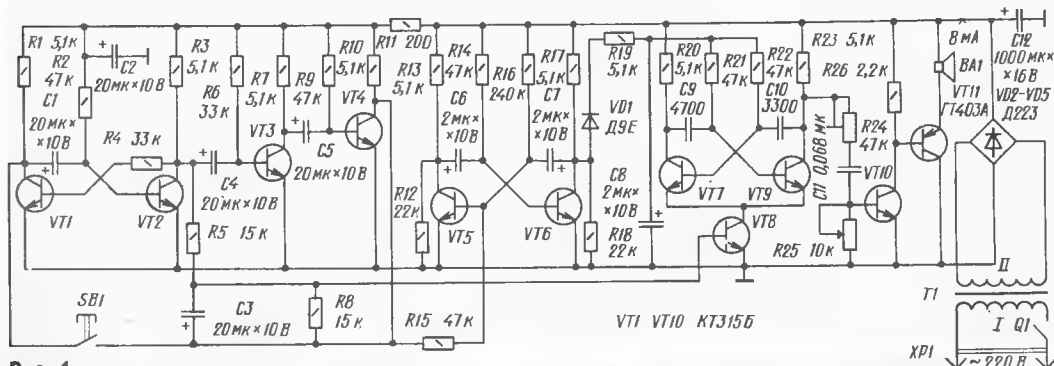 R1 5,1к
R2
47к
C1
20мк×
×10В
C2
20мк×10В
R3
5,1к
R4 33к
R5 15к
R6
33к
R7
5,1к
R9
47к
R10
5,1к
VT3
VT4
C4
20мк×10В
C5
20мк×10В
VT1
VT2
SB1
C3
20мк×10В
R8
15к
R11 200
R13
5,1к
R14
47к
C6
2мк×
×10В
R16
240к
R17
5,1к
C7
2мк×
×10В
R12
22к
VT5
VT6
R15 47к
VD1
Д9Е
R19
5,1к
C8
2мк×
×10В
R18
22к
R20
5,1к
C9
4700
R21
47к
R22
47к
C10
3300
R23 5,1к
VT7
VT9
VT8
R26 2,2к
R24
47к
C11 0,068 мк
VT10
R25 10к
8 мА
BA1
VT11
ГТ403А
C12
1000мк×
×16В
VD2-VD5
Д223
VT1 VT10 КТ315Б
II
T1
I
Q1
XP1
~220 В